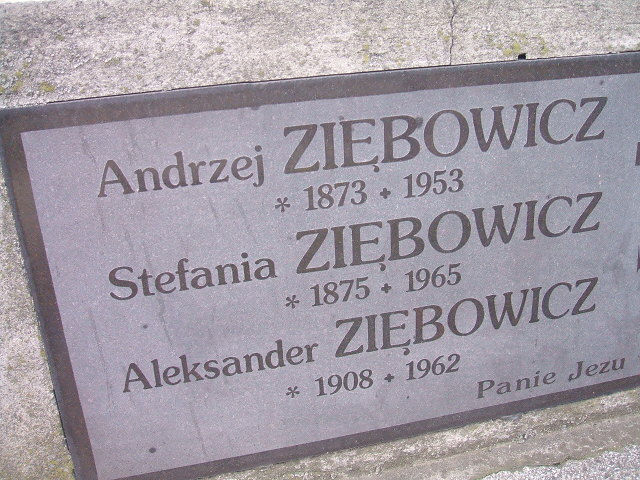 Andrzej ZIĘBOWICZ
* 1873 + 1953
Stefania ZIĘBOWICZ
* 1875 + 1965
Aleksander ZIĘBOWICZ
* 1908 + 1962
Panie Jezu